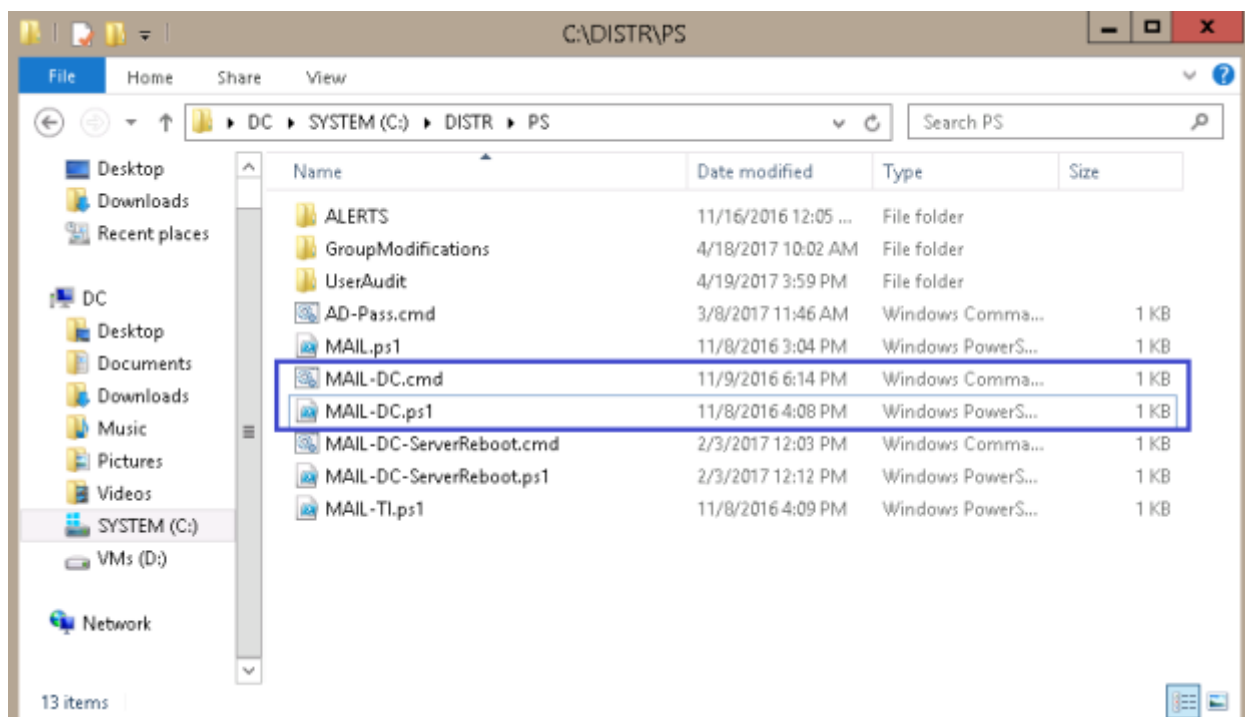 C:\DISTR\PS
File Home Share View
DC SYSTEM (C:) DISTR PS Search PS
Name Date modified Type Size
Desktop
Downloads
Recent places
DC
Desktop
Documents
Downloads
Music
Pictures
Videos
SYSTEM (C:)
VMs (D:)
Network
ALERTS 11/16/2016 12:05 ... File folder
GroupModifications 4/18/2017 10:02 AM File folder
UserAudit 4/19/2017 3:59 PM File folder
AD-Pass.cmd 3/8/2017 11:46 AM Windows Comma... 1 KB
MAIL.ps1 11/8/2016 3:04 PM Windows PowerS... 1 KB
MAIL-DC.cmd 11/9/2016 6:14 PM Windows Comma... 1 KB
MAIL-DC.ps1 11/8/2016 4:08 PM Windows PowerS... 1 KB
MAIL-DC-ServerReboot.cmd 2/3/2017 12:03 PM Windows Comma... 1 KB
MAIL-DC-ServerReboot.ps1 2/3/2017 12:12 PM Windows PowerS... 1 KB
MAIL-TI.ps1 11/8/2016 4:09 PM Windows PowerS... 1 KB
13 items